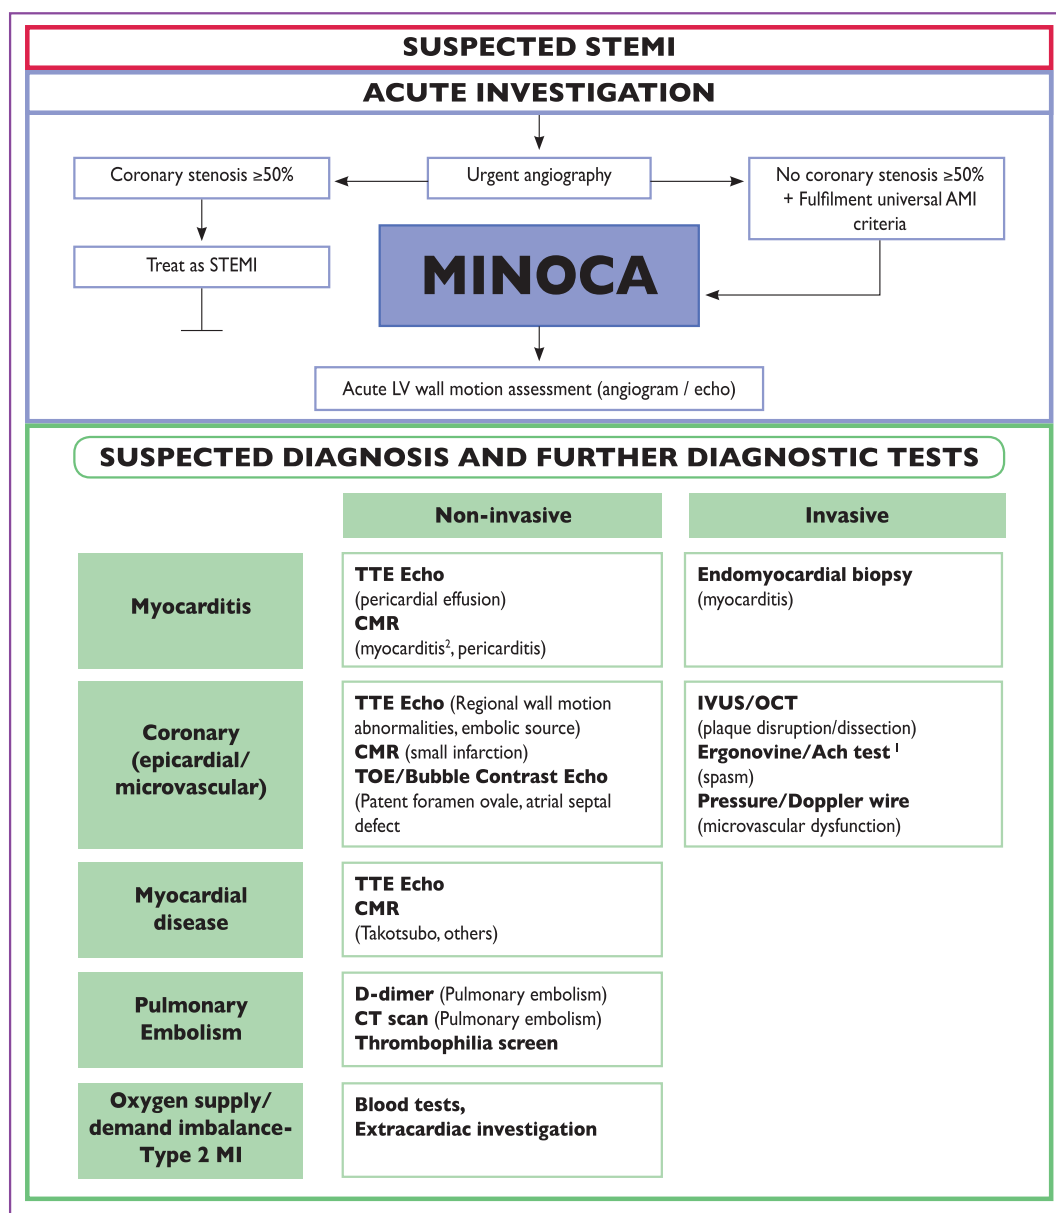 SUSPECTED STEMI
ACUTE INVESTIGATION
Coronary stenosis ≥50%
Urgent angiography
No coronary stenosis ≥50%
+ Fulfilment universal AMI
criteria
Treat as STEMI
MINOCA
Acute LV wall motion assessment (angiogram / echo)
SUSPECTED DIAGNOSIS AND FURTHER DIAGNOSTIC TESTS
Non-invasive
Invasive
Myocarditis
TTE Echo
(pericardial effusion)
CMR
(myocarditis², pericarditis)
Endomyocardial biopsy
(myocarditis)
Coronary
(epicardial/
microvascular)
TTE Echo (Regional wall motion
abnormalities, embolic source)
CMR (small infarction)
TOE/Bubble Contrast Echo
(Patent foramen ovale, atrial septal
defect
IVUS/OCT
(plaque disruption/dissection)
Ergonovine/Ach test ¹
(spasm)
Pressure/Doppler wire
(microvascular dysfunction)
Myocardial
disease
TTE Echo
CMR
(Takotsubo, others)
Pulmonary
Embolism
D-dimer (Pulmonary embolism)
CT scan (Pulmonary embolism)
Thrombophilia screen
Oxygen supply/
demand imbalance-
Type 2 MI
Blood tests,
Extracardiac investigation